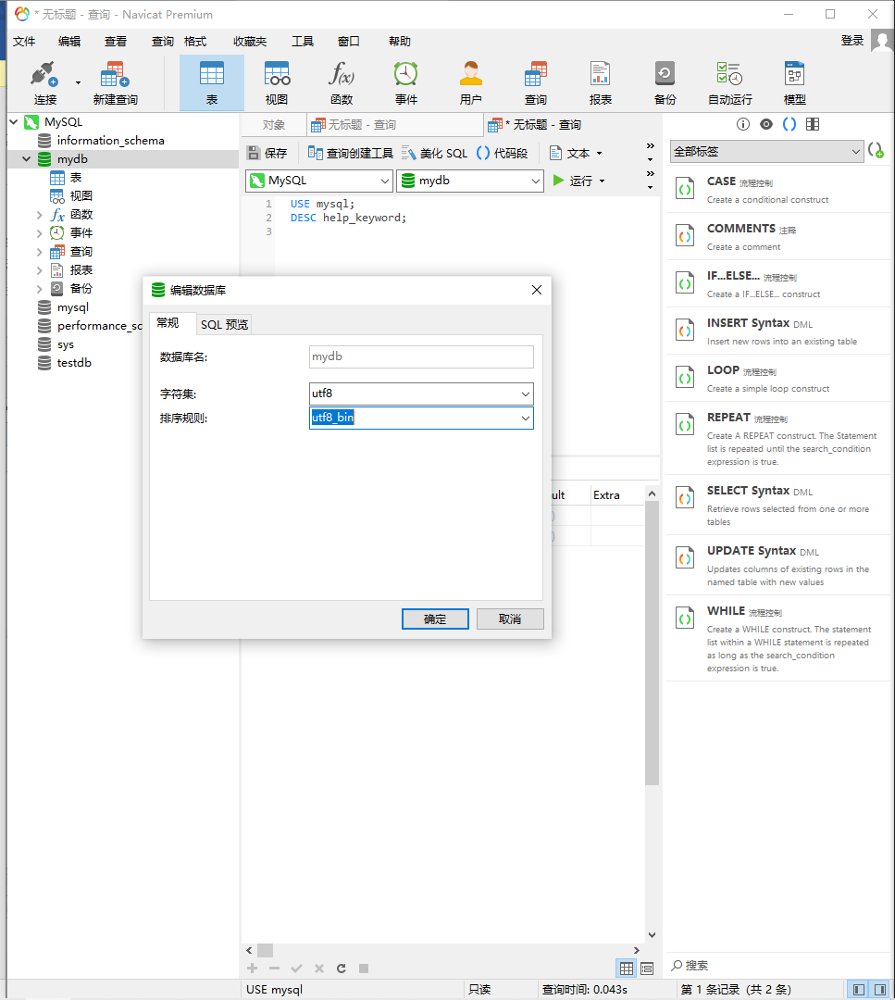 * 无标题 - 查询 - Navicat Premium
文件 编辑 查看 查询 格式 收藏夹 工具 窗口 帮助 登录
连接 新建查询 表 视图 函数 事件 用户 查询 报表 备份 自动运行 模型
MySQL
information_schema
mydb
表
视图
函数
事件
查询
报表
备份
mysql
performance_sc
sys
testdb
对象 无标题 - 查询 * 无标题 - 查询
保存 查询创建工具 美化 SQL 代码段 文本
MySQL mydb 运行
1 USE mysql;
2 DESC help_keyword;
3
编辑数据库
常规 SQL 预览
数据库名: mydb
字符集: utf8
排序规则: utf8_bin
确定 取消
ult Extra
全部标签
CASE 流程控制
Create a conditional construct
COMMENTS 注释
Create a comment
IF...ELSE... 流程控制
Create a IF...ELSE... construct
INSERT Syntax DML
Insert new rows into an existing table
LOOP 流程控制
Create a simple loop construct
REPEAT 流程控制
Create A REPEAT construct. The Statement
list is repeated until the search_condition
expression is true.
SELECT Syntax DML
Retrieve rows selected from one or more
tables
UPDATE Syntax DML
Updates columns of existing rows in the
named table with new values
WHILE 流程控制
Create a WHILE construct. The statement
list within a WHILE statement is repeated
as long as the search_condition
expression is true.
搜索
USE mysql 只读 查询时间: 0.043s 第 1 条记录 (共 2 条)